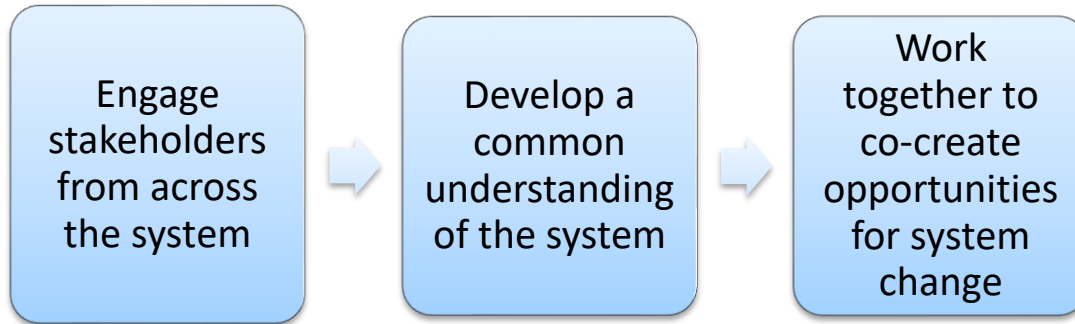 Engage
stakeholders
from across
the system
Develop a
common
understanding
of the system
Work
together to
co-create
opportunities
for system
change